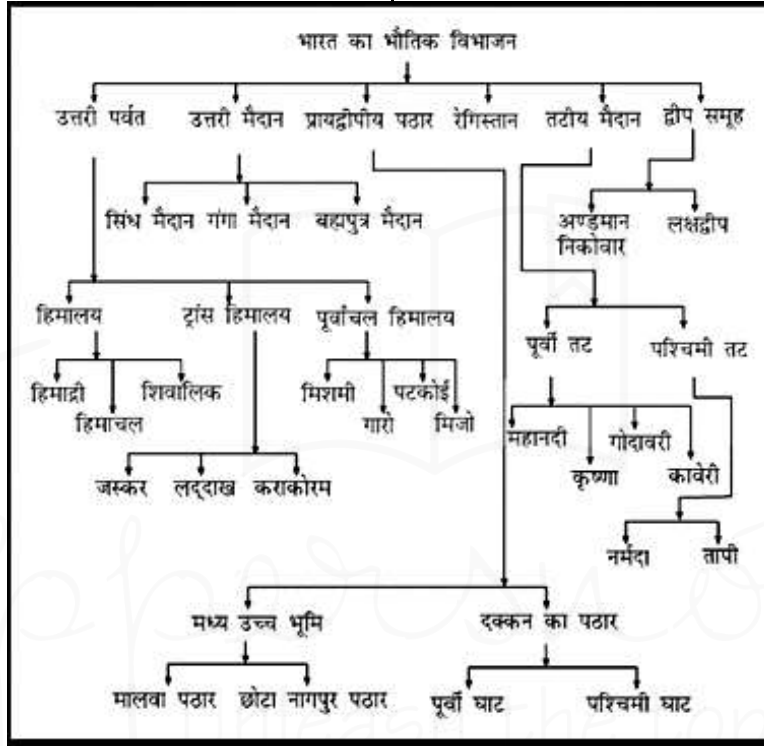 भारत का भौतिक विभाजन
उत्तरी पर्वत उत्तरी मैदान प्रायद्वीपीय पठार रेगिस्तान तटीय मैदान द्वीप समूह
सिंध मैदान गंगा मैदान बह्मपुत्र मैदान
अण्डमान निकोवार लक्षद्वीप
हिमालय ट्रांस हिमालय पूर्वांचल हिमालय
पूर्वी तट पश्चिमी तट
हिमाद्री शिवालिक मिशमी पटकोई
हिमाचल गारो मिजो
महानदी गोदावरी
कृष्णा कावेरी
जस्कर लद्दाख कराकोरम
नर्मदा तापी
मध्य उच्च भूमि दक्कन का पठार
मालवा पठार छोटा नागपुर पठार पूर्वी घाट पश्चिमी घाट